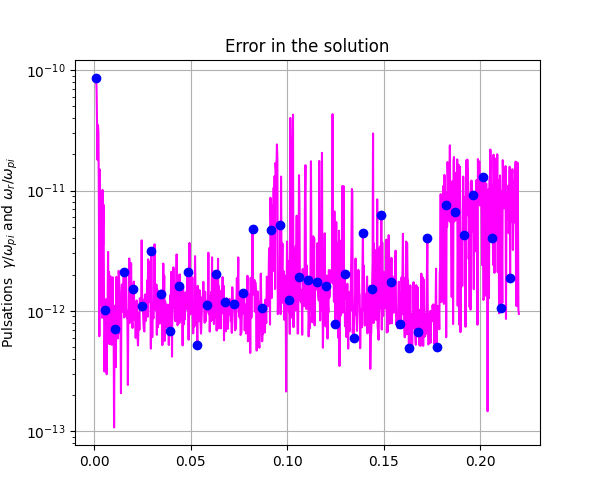 Error in the solution
Pulsations γ/ω_pi and ω_r/ω_pi
10^−10
10^−11
10^−12
10^−13
0.00 0.05 0.10 0.15 0.20